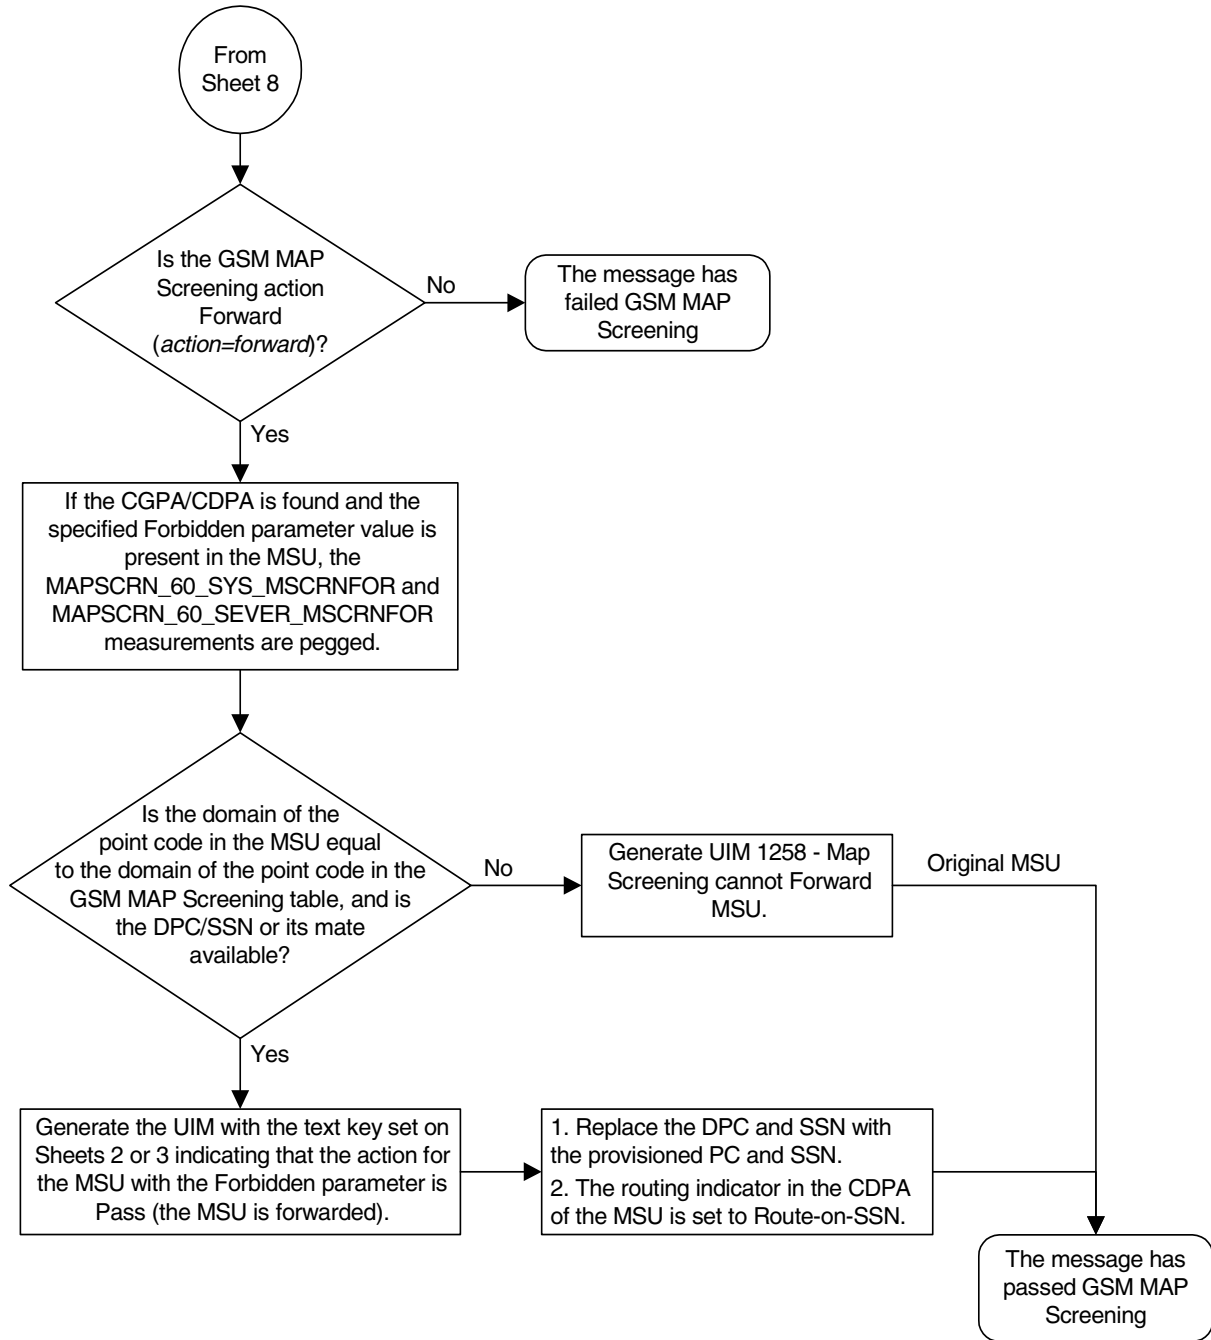 From
Sheet 8
Is the GSM MAP
Screening action
Forward
(action=forward)?
No
The message has
failed GSM MAP
Screening
Yes
If the CGPA/CDPA is found and the
specified Forbidden parameter value is
present in the MSU, the
MAPSCRN_60_SYS_MSCRNFOR and
MAPSCRN_60_SEVER_MSCRNFOR
measurements are pegged.
Is the domain of the
point code in the MSU equal
to the domain of the point code in the
GSM MAP Screening table, and is
the DPC/SSN or its mate
available?
No
Generate UIM 1258 - Map
Screening cannot Forward
MSU.
Original MSU
Yes
Generate the UIM with the text key set on
Sheets 2 or 3 indicating that the action for
the MSU with the Forbidden parameter is
Pass (the MSU is forwarded).
1. Replace the DPC and SSN with
the provisioned PC and SSN.
2. The routing indicator in the CDPA
of the MSU is set to Route-on-SSN.
The message has
passed GSM MAP
Screening